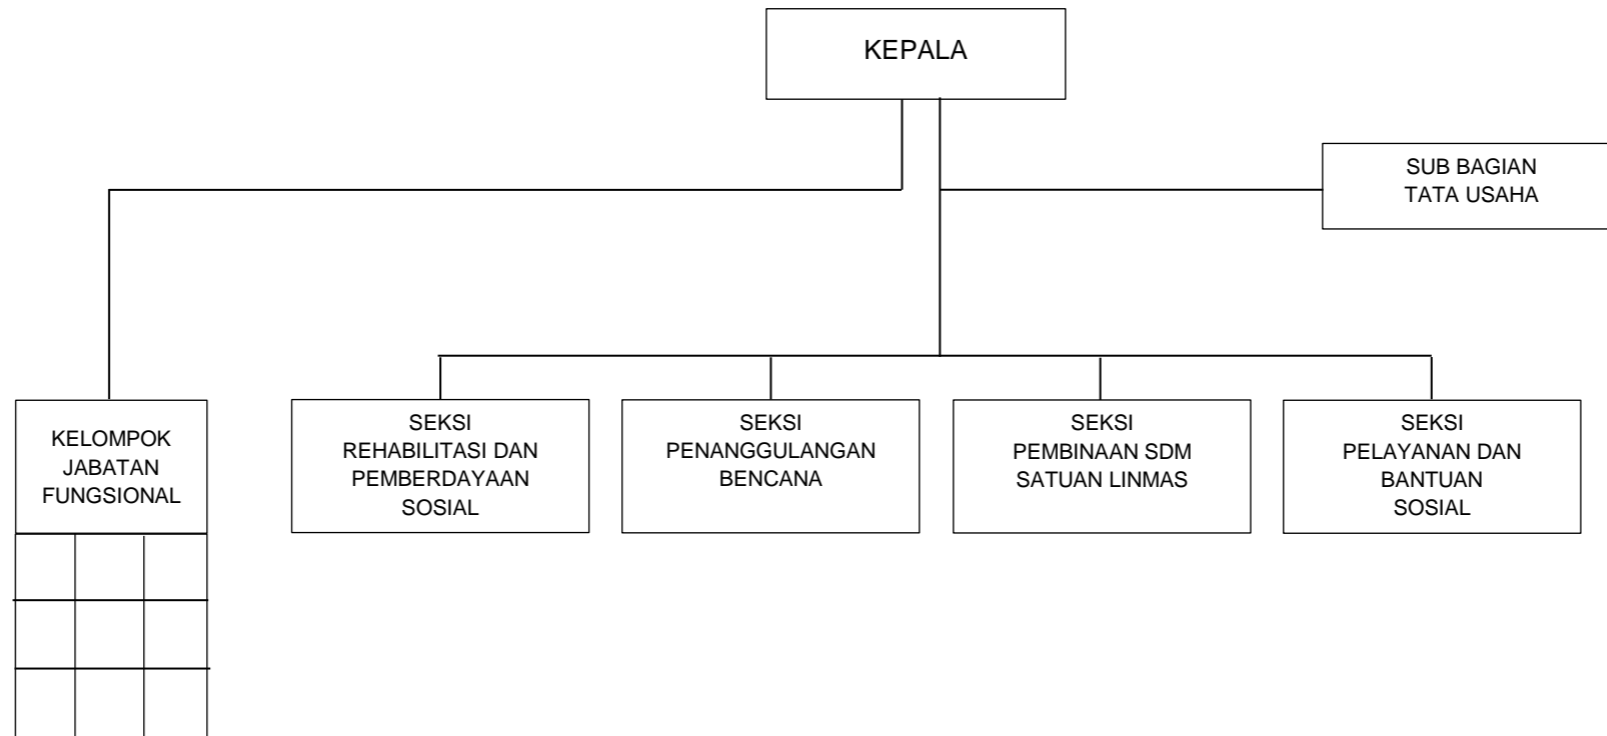 KEPALA
SUB BAGIAN
TATA USAHA
KELOMPOK
JABATAN
FUNGSIONAL
SEKSI
REHABILITASI DAN
PEMBERDAYAAN
SOSIAL
SEKSI
PENANGGULANGAN
BENCANA
SEKSI
PEMBINAAN SDM
SATUAN LINMAS
SEKSI
PELAYANAN DAN
BANTUAN
SOSIAL